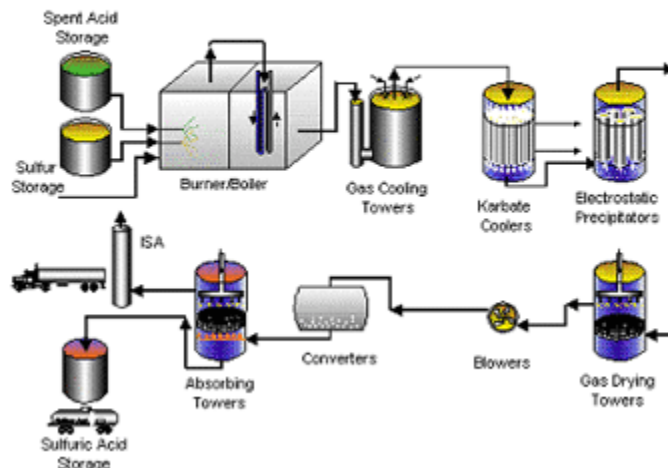 Spent Acid
Storage
Sulfur
Storage
Burner/Boiler
Gas Cooling
Towers
Karbate
Coolers
Electrostatic
Precipitators
ISA
Sulfuric Acid
Storage
Absorbing
Towers
Converters
Blowers
Gas Drying
Towers